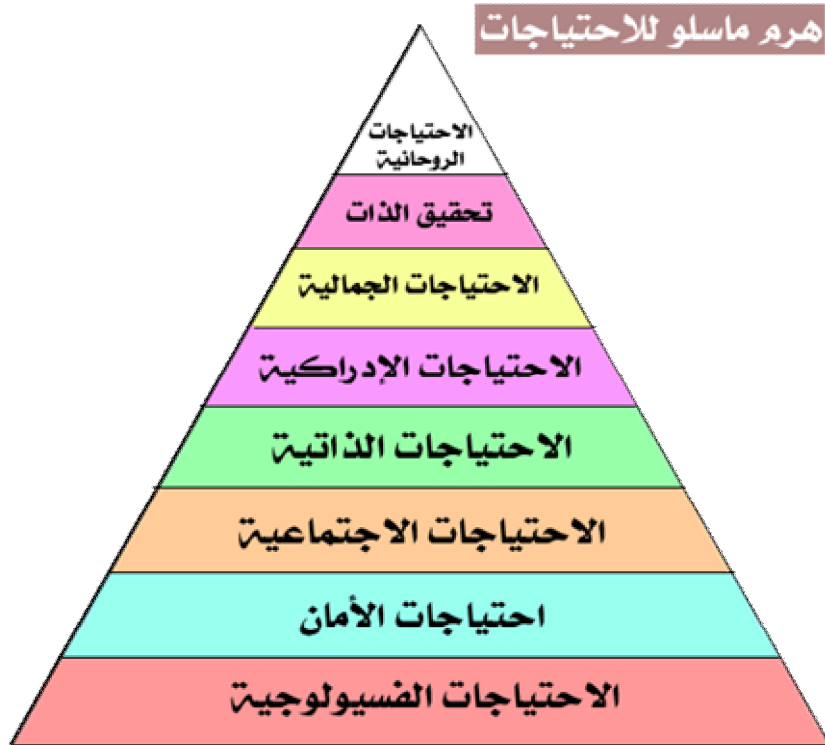 هرم ماسلو للاحتياجات
الاحتياجات
الروحانية
تحقيق الذات
الاحتياجات الجمالية
الاحتياجات الإدراكية
الاحتياجات الذاتية
الاحتياجات الاجتماعية
احتياجات الأمان
الاحتياجات الفسيولوجية